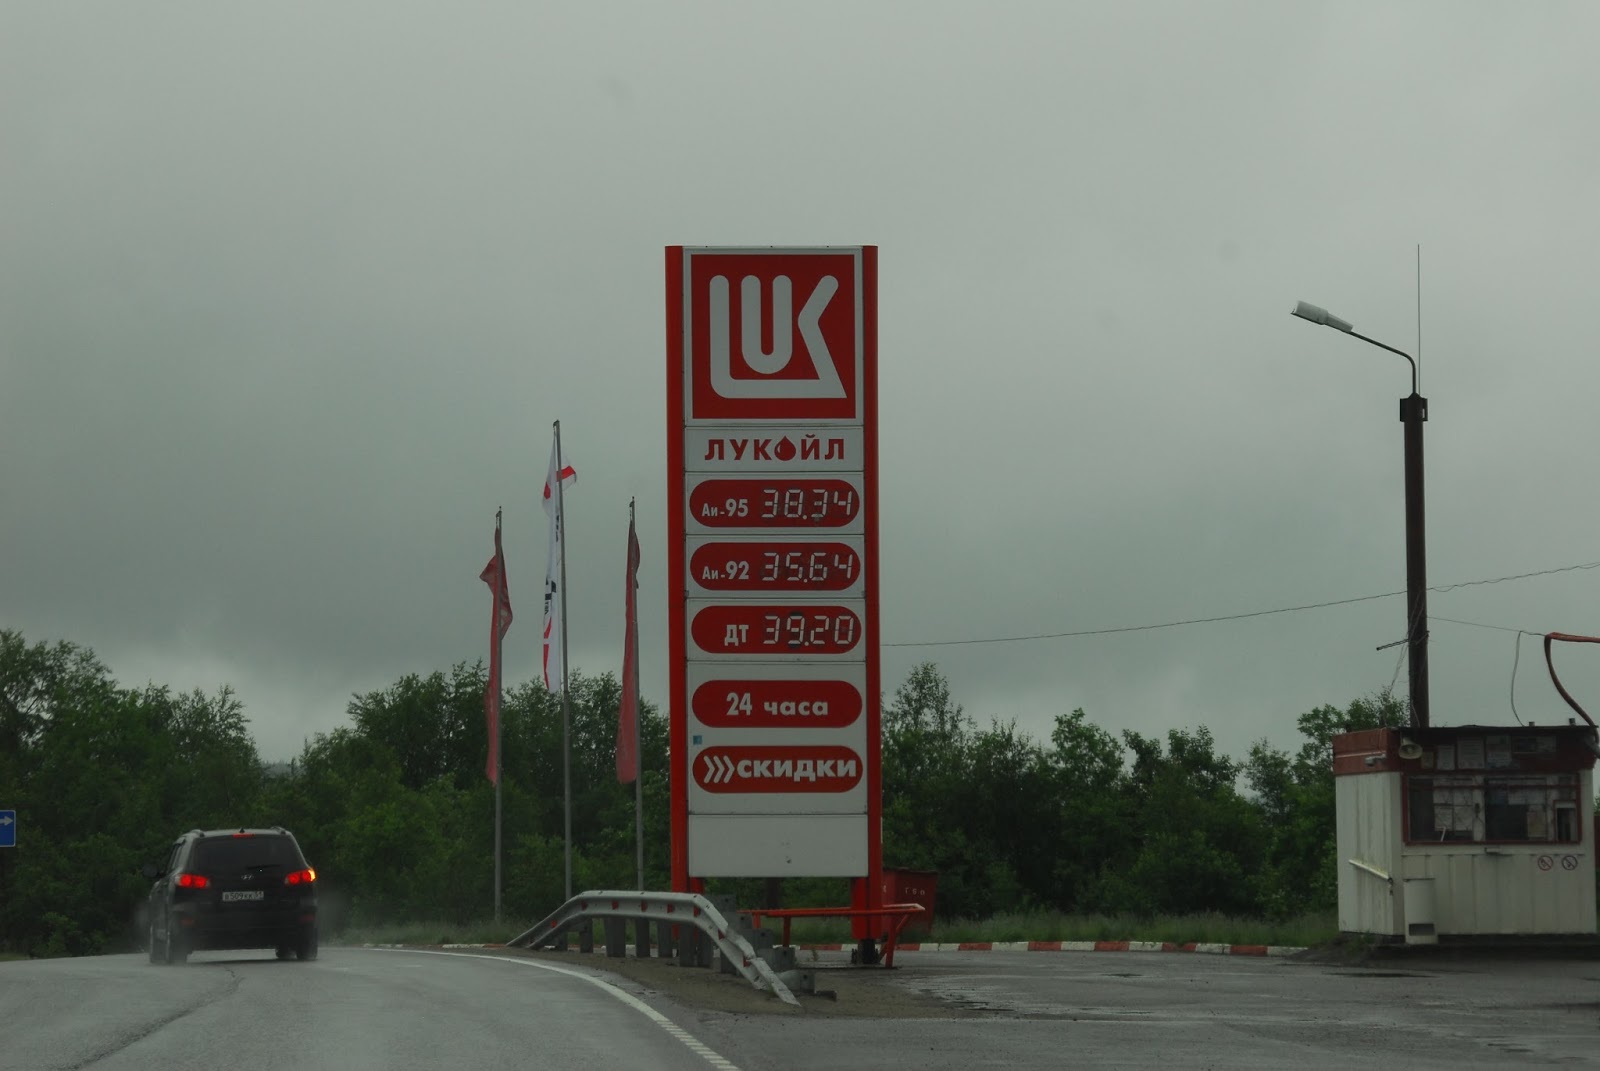 LUK
ЛУКОЙЛ
Аи-95 38.34
Аи-92 35.64
ДТ 39.20
24 часа
»»скидки